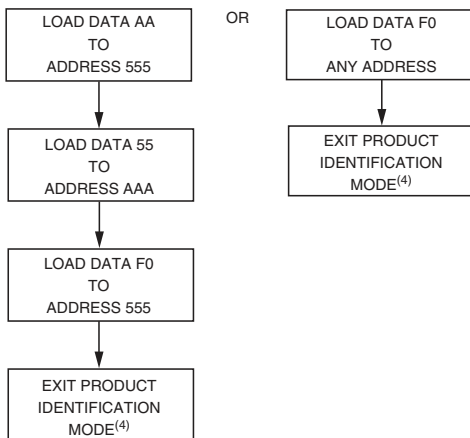 LOAD DATA AA
TO
ADDRESS 555
LOAD DATA 55
TO
ADDRESS AAA
LOAD DATA F0
TO
ADDRESS 555
EXIT PRODUCT
IDENTIFICATION
MODE(4)
OR
LOAD DATA F0
TO
ANY ADDRESS
EXIT PRODUCT
IDENTIFICATION
MODE(4)